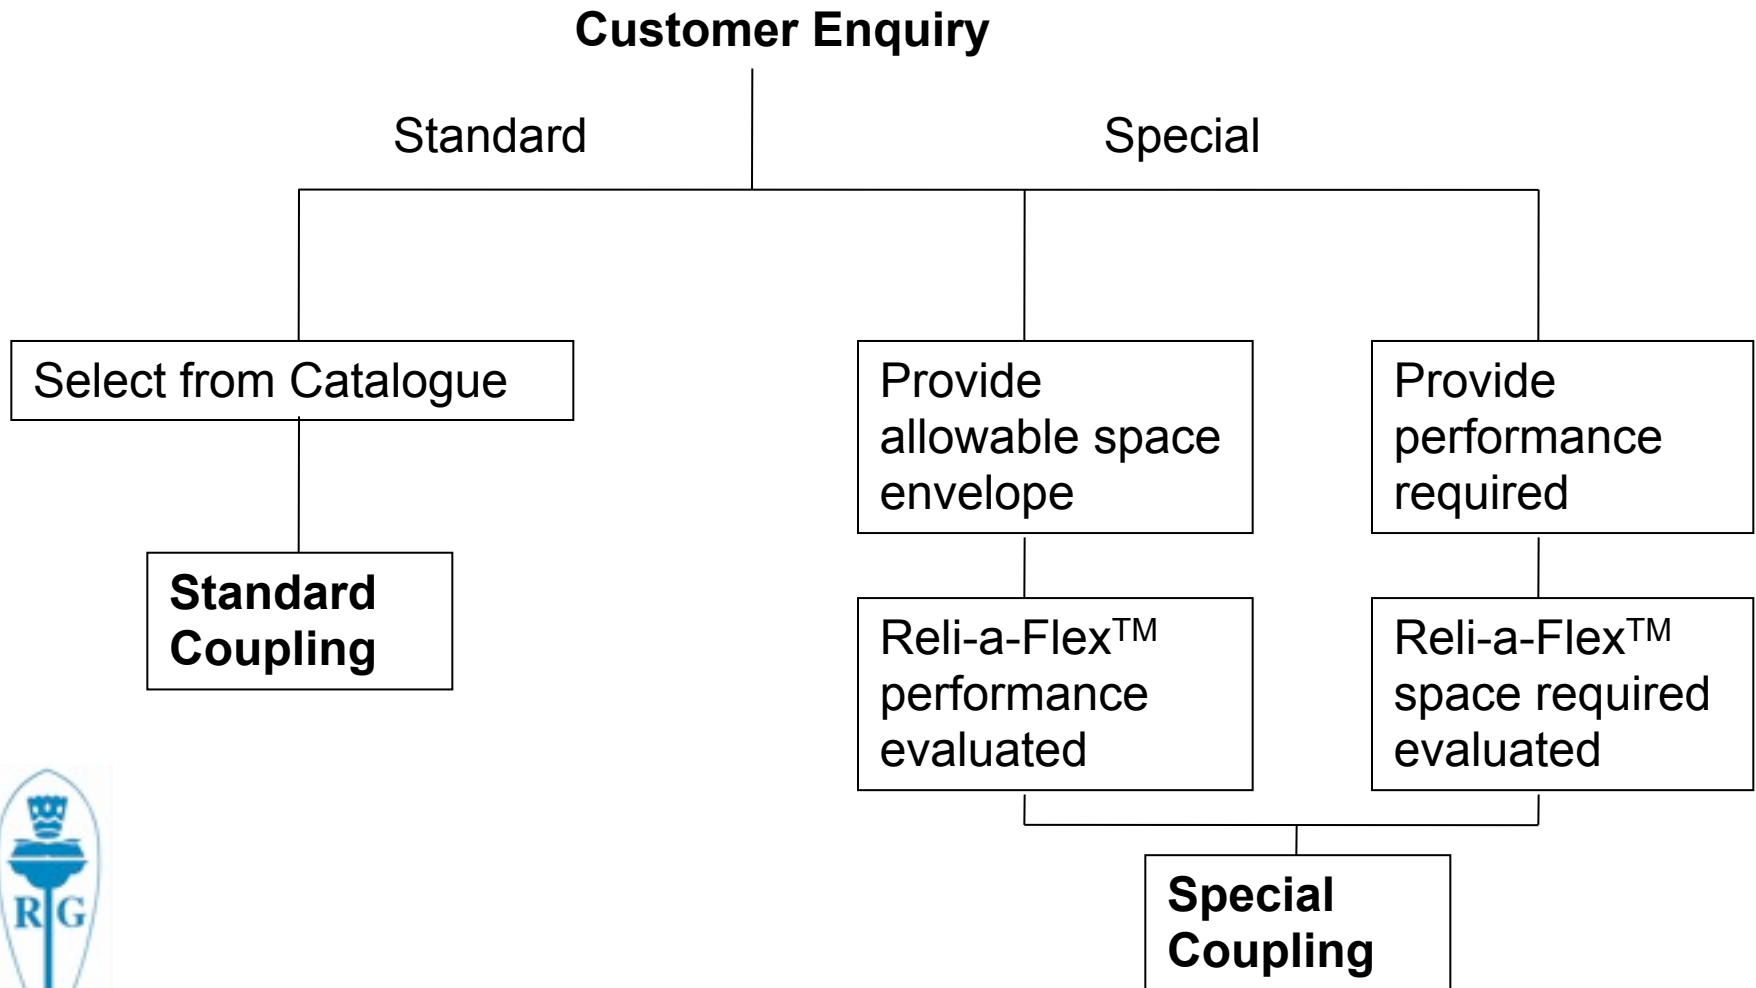 Customer Enquiry
Standard
Special
Select from Catalogue
Standard
Coupling
Provide
allowable space
envelope
Reli-a-Flex™
performance
evaluated
Provide
performance
required
Reli-a-Flex™
space required
evaluated
Special
Coupling
R G